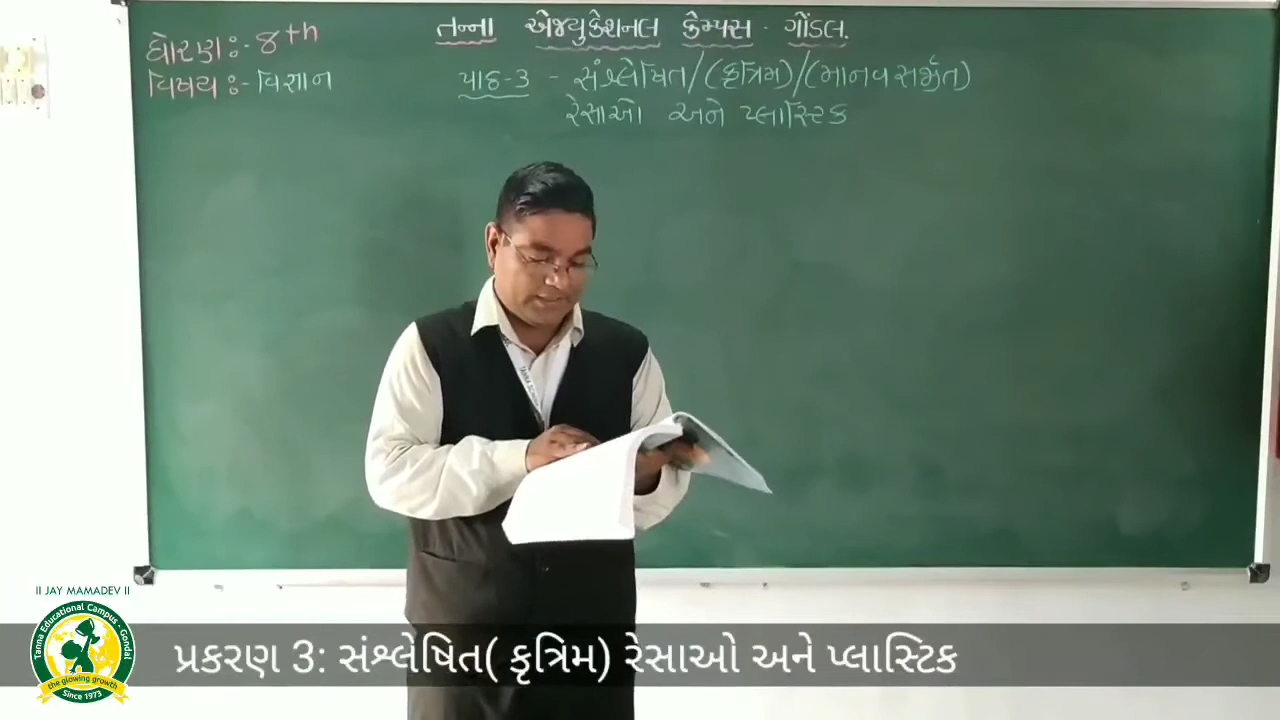 તન્ના એજ્યુકેશનલ કેમ્પસ - ગોંડલ.
ધોરણ :- 8th
વિષય :- વિજ્ઞાન
પાઠ-3 - સંશ્લેષિત/(કૃત્રિમ)/(માનવસર્જીત)
રેસાઓ અને પ્લાસ્ટિક
TANNA
II JAY MAMADEV II
Tanna Educational Campus - Gondal
the glowing growth
Since 1973
પ્રકરણ 3: સંશ્લેષિત( કૃત્રિમ) રેસાઓ અને પ્લાસ્ટિક